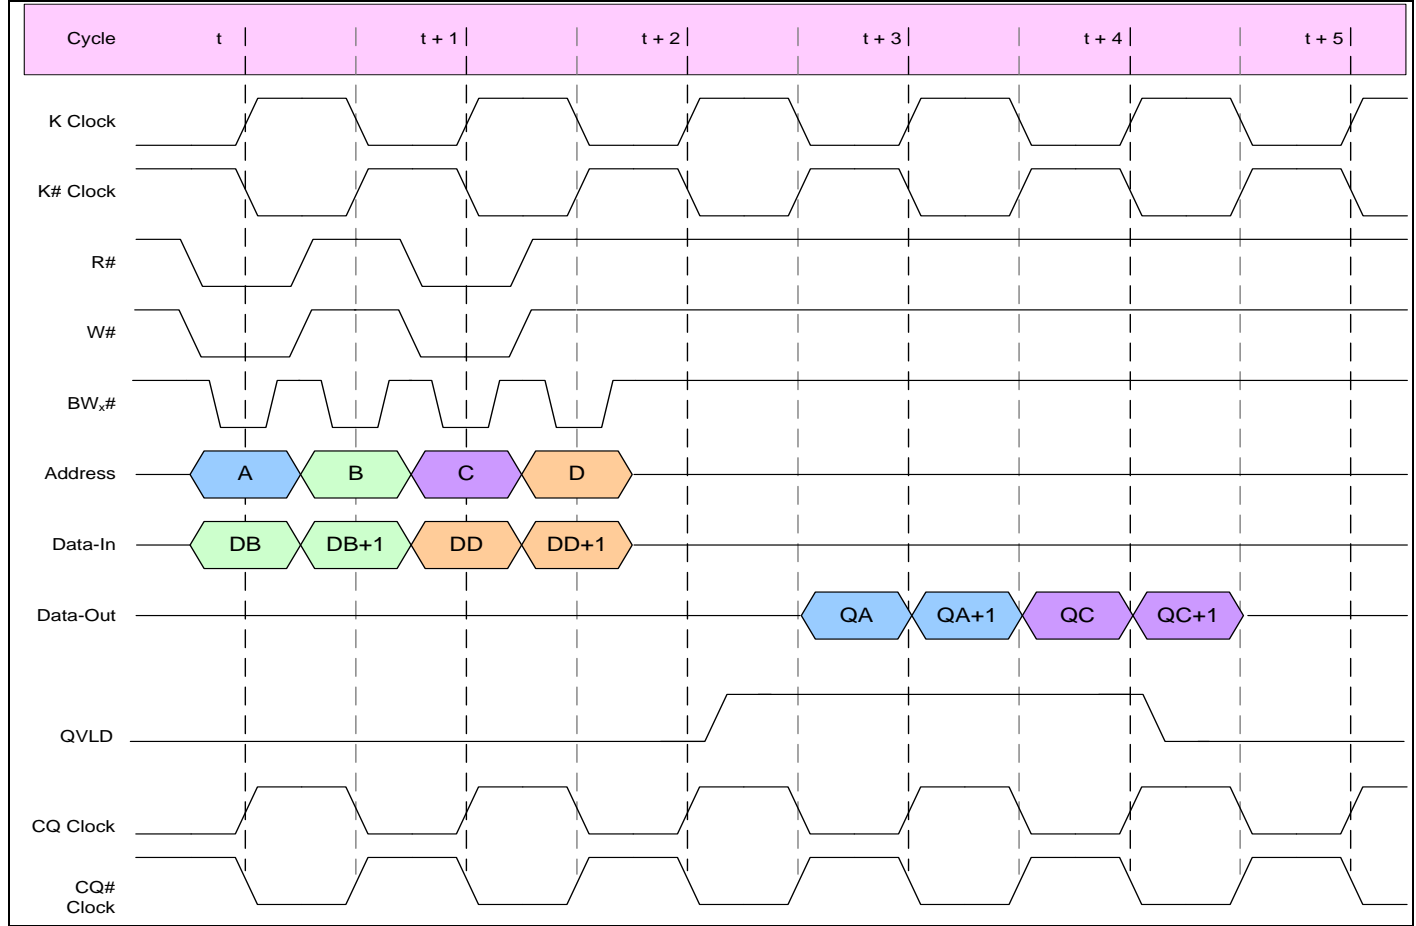 Cycle t t + 1 t + 2 t + 3 t + 4 t + 5
K Clock
K# Clock
R#
W#
BWx#
Address A B C D
Data-In DB DB+1 DD DD+1
Data-Out QA QA+1 QC QC+1
QVLD
CQ Clock
CQ#
Clock